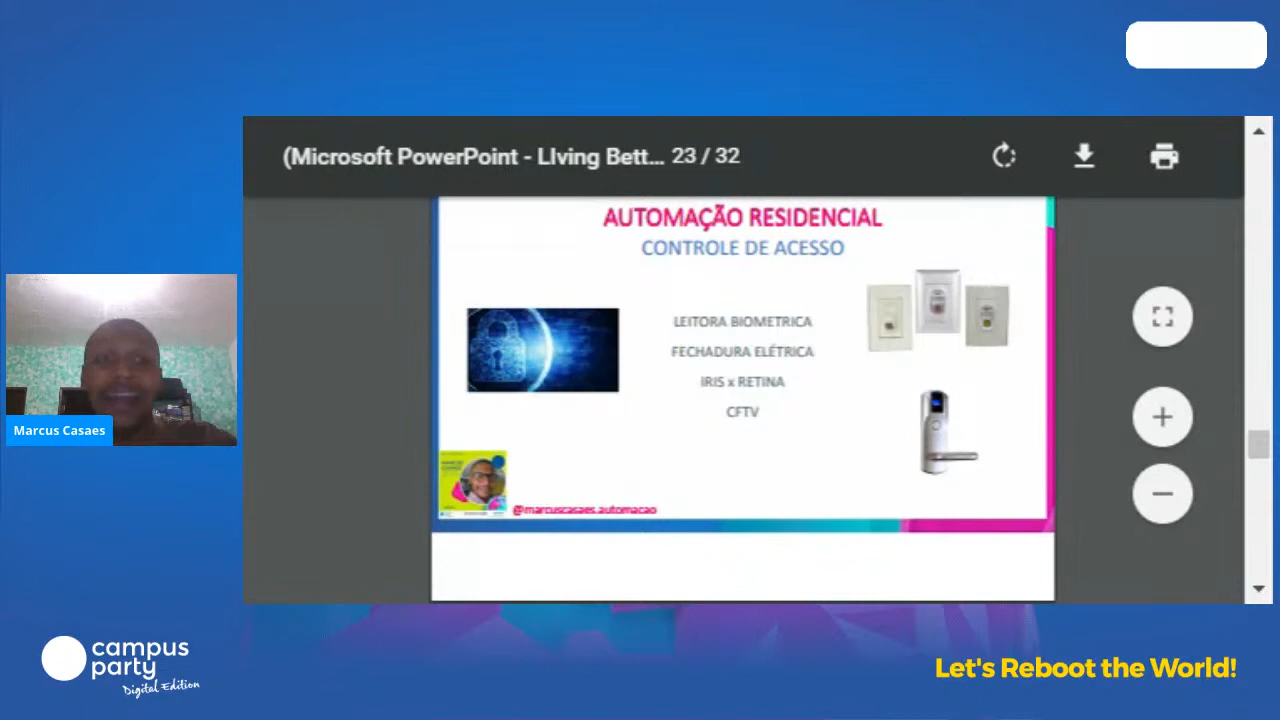 (Microsoft PowerPoint - LIving Bett... 23 / 32
AUTOMAÇÃO RESIDENCIAL
CONTROLE DE ACESSO
LEITORA BIOMETRICA
FECHADURA ELÉTRICA
IRIS x RETINA
CFTV
@marcuscasaes.automacao
Marcus Casaes
campus
party
Digital Edition
Let's Reboot the World!